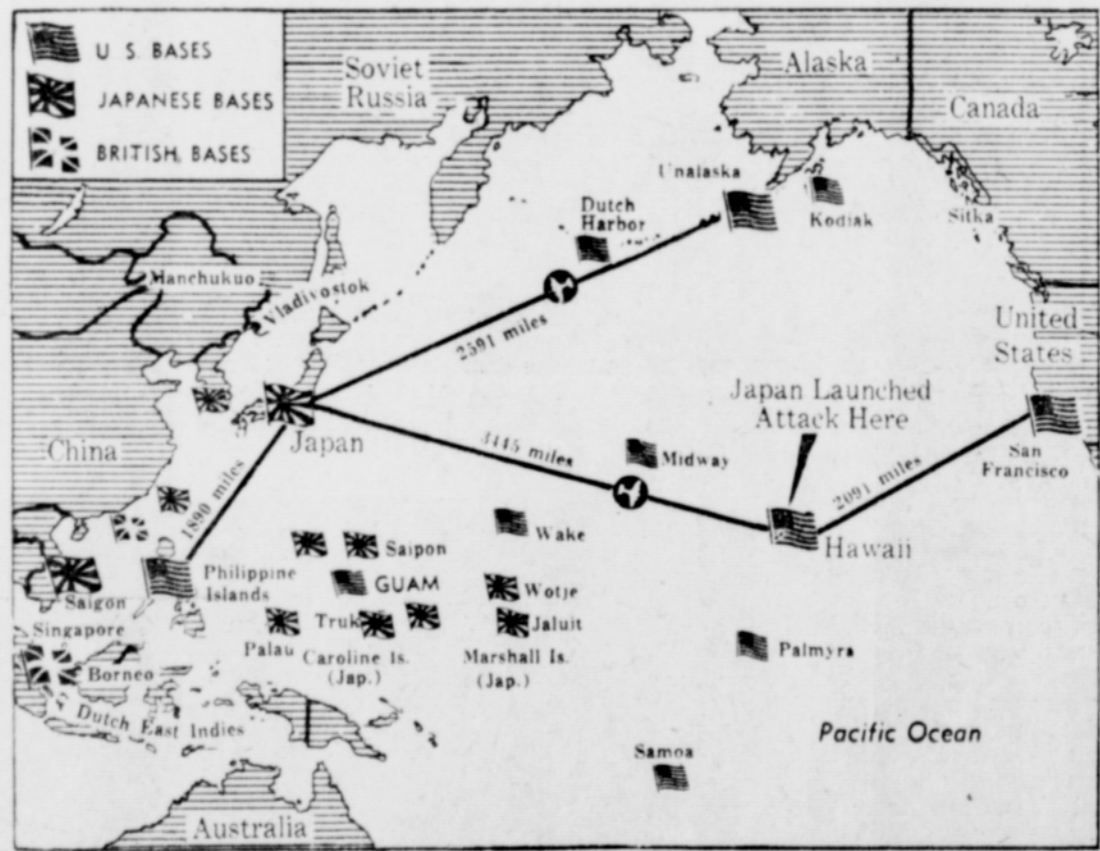 U S. BASES
JAPANESE BASES
BRITISH BASES
Soviet
Russia
Alaska
Canada
Unalaska
Dutch
Harbor
Kodiak
Sitka
Manchukuo
Vladivostok
2591 miles
United
States
Japan Launched
Attack Here
China
Japan
3445 miles
Midway
San
Francisco
2091 miles
1890 miles
Wake
Hawaii
Saipon
Philippine
Islands
GUAM
Wotje
Saigon
Truk
Jaluit
Singapore
Palau
Caroline Is.
(Jap.)
Marshall Is.
(Jap.)
Palmyra
Borneo
Dutch East Indies
Pacific Ocean
Samoa
Australia